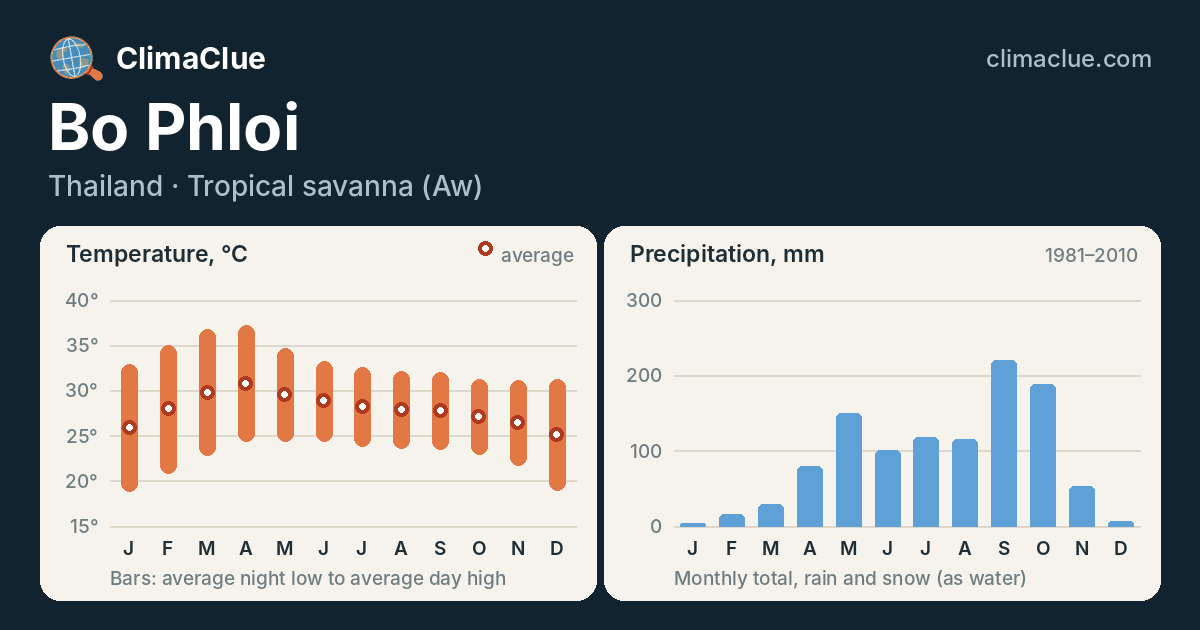 ClimaClue
climaclue.com
Bo Phloi
Thailand · Tropical savanna (Aw)
Temperature, °C
average
40°
35°
30°
25°
20°
15°
J F M A M J J A S O N D
Bars: average night low to average day high
Precipitation, mm
1981–2010
300
200
100
0
J F M A M J J A S O N D
Monthly total, rain and snow (as water)